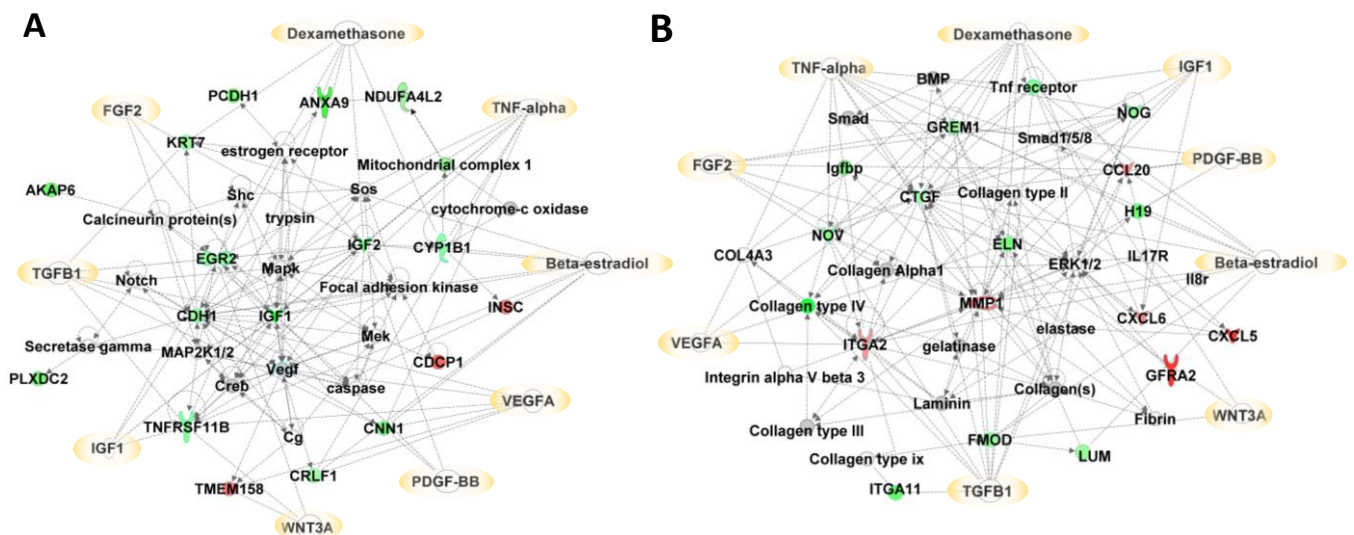 A
Dexamethasone
PCDH1
ANXA9
NDUFA4L2
FGF2
TNF-alpha
KRT7
estrogen receptor
Mitochondrial complex 1
AKAP6
Shc
Sos
Calcineurin protein(s)
trypsin
cytochrome-c oxidase
IGF2
CYP1B1
EGR2
TGFB1
Notch
Mapk
Beta-estradiol
Focal adhesion kinase
INSC
CDH1
IGF1
Secretase gamma
MAP2K1/2
Mek
CDCP1
PLXDC2
Creb
Vegf
caspase
VEGFA
TNFRSF11B
Cg
CNN1
IGF1
CRLF1
PDGF-BB
TMEM158
WNT3A
B
Dexamethasone
TNF-alpha
BMP
Tnf receptor
IGF1
Smad
GREM1
NOG
Smad1/5/8
FGF2
Igfbp
CCL20
PDGF-BB
CTGF
Collagen type II
H19
NOV
ELN
COL4A3
Collagen Alpha1
ERK1/2
IL17R
Beta-estradiol
Il8r
Collagen type IV
MMP1
CXCL6
elastase
CXCL5
VEGFA
ITGA2
gelatinase
GFRA2
Integrin alpha V beta 3
Collagen(s)
Laminin
WNT3A
Collagen type III
Fibrin
FMOD
LUM
Collagen type ix
ITGA11
TGFB1